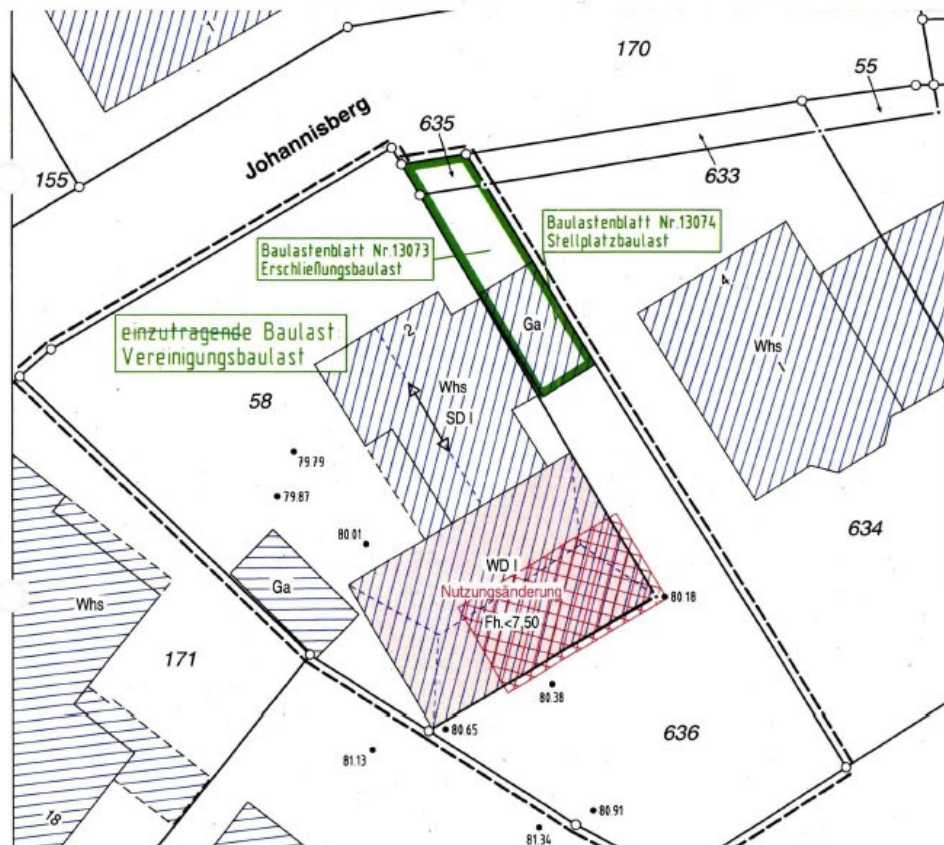 1
170
55
635
Johannisberg
155
633
Baulastenblatt Nr.13074
Stellplatzbaulast
Baulastenblatt Nr.13073
Erschließungsbaulast
4
einzutragende Baulast:
Vereinigungsbaulast
2
Ga
Whs
I
58
Whs
SD I
79.79
79.87
80.01
634
WD I
Ga
Nutzungsänderung
80.18
Whs
Fh.<7,50
171
80.38
80.65
636
81.13
80.91
18
81.34